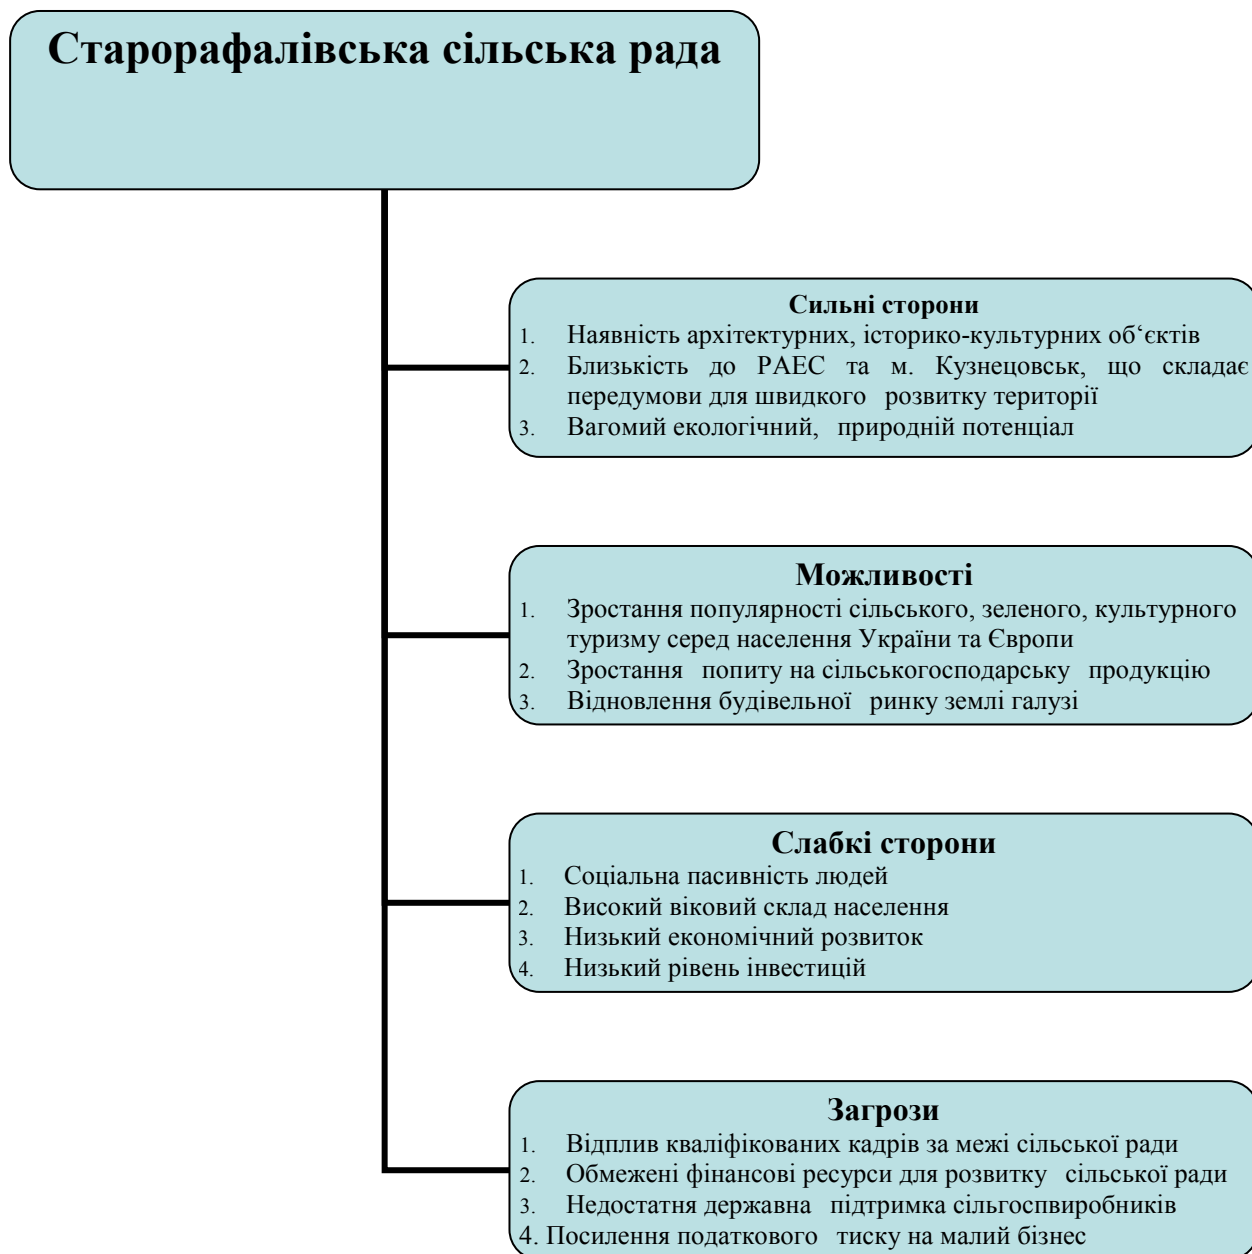 Старорафалівська сільська рада
Сильні сторони
1. Наявність архітектурних, історико-культурних об‘єктів
2. Близькість до РАЕС та м. Кузнецовськ, що складає
передумови для швидкого розвитку території
3. Вагомий екологічний, природній потенціал
Можливості
1. Зростання популярності сільського, зеленого, культурного
туризму серед населення України та Європи
2. Зростання попиту на сільськогосподарську продукцію
3. Відновлення будівельної ринку землі галузі
Слабкі сторони
1. Соціальна пасивність людей
2. Високий віковий склад населення
3. Низький економічний розвиток
4. Низький рівень інвестицій
Загрози
1. Відплив кваліфікованих кадрів за межі сільської ради
2. Обмежені фінансові ресурси для розвитку сільської ради
3. Недостатня державна підтримка сільгоспвиробників
4. Посилення податкового тиску на малий бізнес